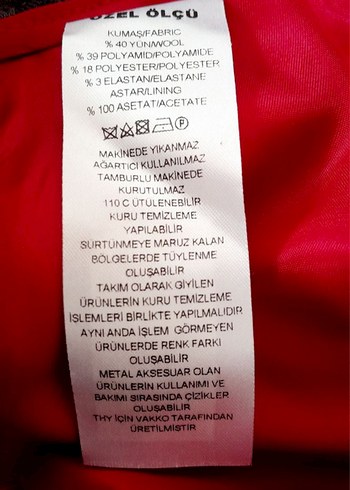 ÖZEL ÖLÇÜ
KUMAŞ/FABRIC
% 40 YÜN/WOOL
% 39 POLYAMİD/POLYAMIDE
% 18 POLYESTER/POLYESTER
% 3 ELASTAN/ELASTANE
ASTAR/LINING
% 100 ASETAT/ACETATE
P
MAKİNEDE YIKANMAZ
AĞARTICI KULLANILMAZ
TAMBURLU MAKİNEDE
KURUTULMAZ
110 C ÜTÜLENEBİLİR
KURU TEMİZLEME
YAPILABİLİR
SÜRTÜNMEYE MARUZ KALAN
BÖLGELERDE TÜYLENME
OLUŞABİLİR
TAKIM OLARAK GİYİLEN
ÜRÜNLERİN KURU TEMİZLEME
İŞLEMLERİ BİRLİKTE YAPILMALIDIR
AYNI ANDA İŞLEM GÖRMEYEN
ÜRÜNLERDE RENK FARKI
OLUŞABİLİR
METAL AKSESUAR OLAN
ÜRÜNLERİN KULLANIMI VE
BAKIMI SIRASINDA ÇİZİKLER
OLUŞABİLİR
THY İÇİN VAKKO TARAFINDAN
ÜRETİLMİŞTİR